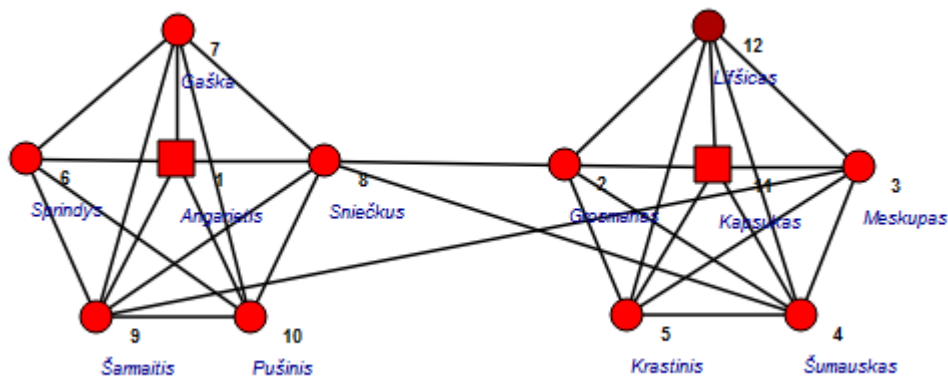 7
Gaška
12
Lifšicas
6
Sprindys
1
Angarietis
8
Sniečkus
2
Grosmanas
11
Kapsukas
3
Meskupas
9
Šarmaitis
10
Pušinis
5
Krastinis
4
Šumauskas